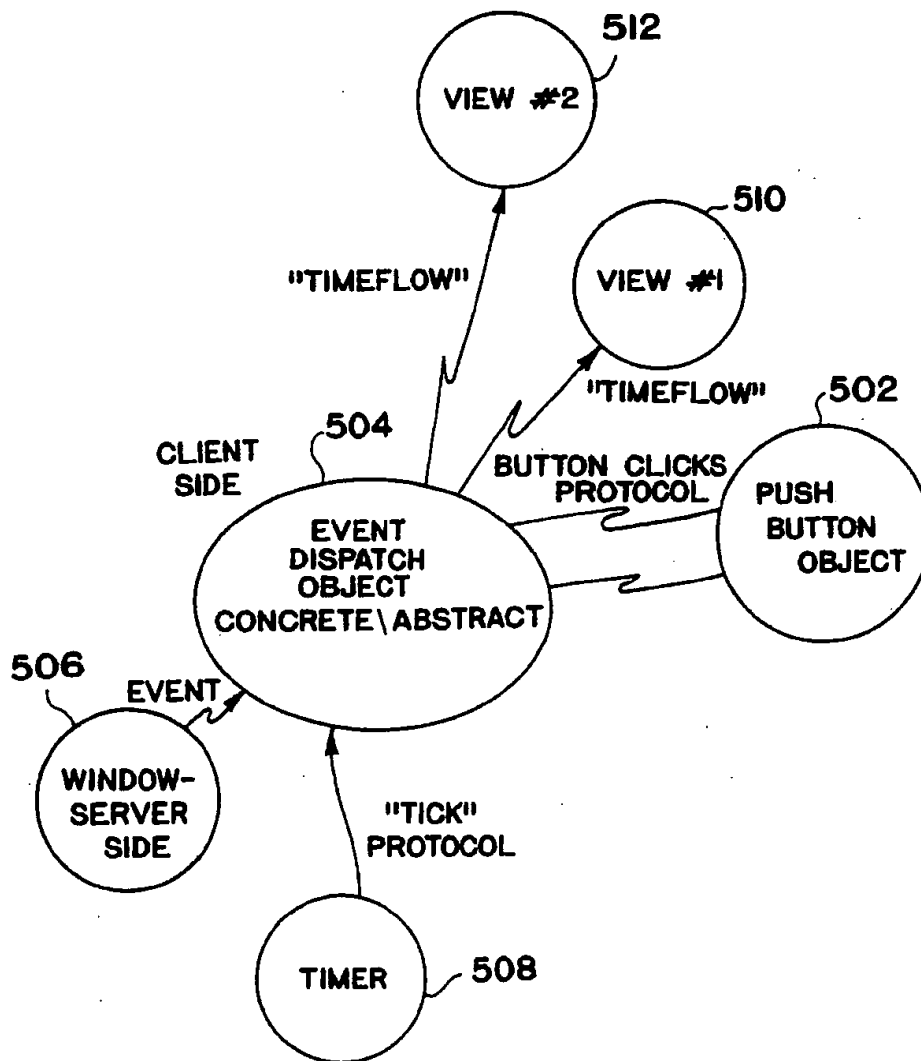 512
VIEW #2
510
VIEW #1
"TIMEFLOW"
"TIMEFLOW"
502
504
CLIENT
SIDE
BUTTON CLICKS
PROTOCOL
PUSH
BUTTON
OBJECT
EVENT
DISPATCH
OBJECT
CONCRETE\ABSTRACT
506
EVENT
WINDOW-
SERVER
SIDE
"TICK"
PROTOCOL
TIMER
508